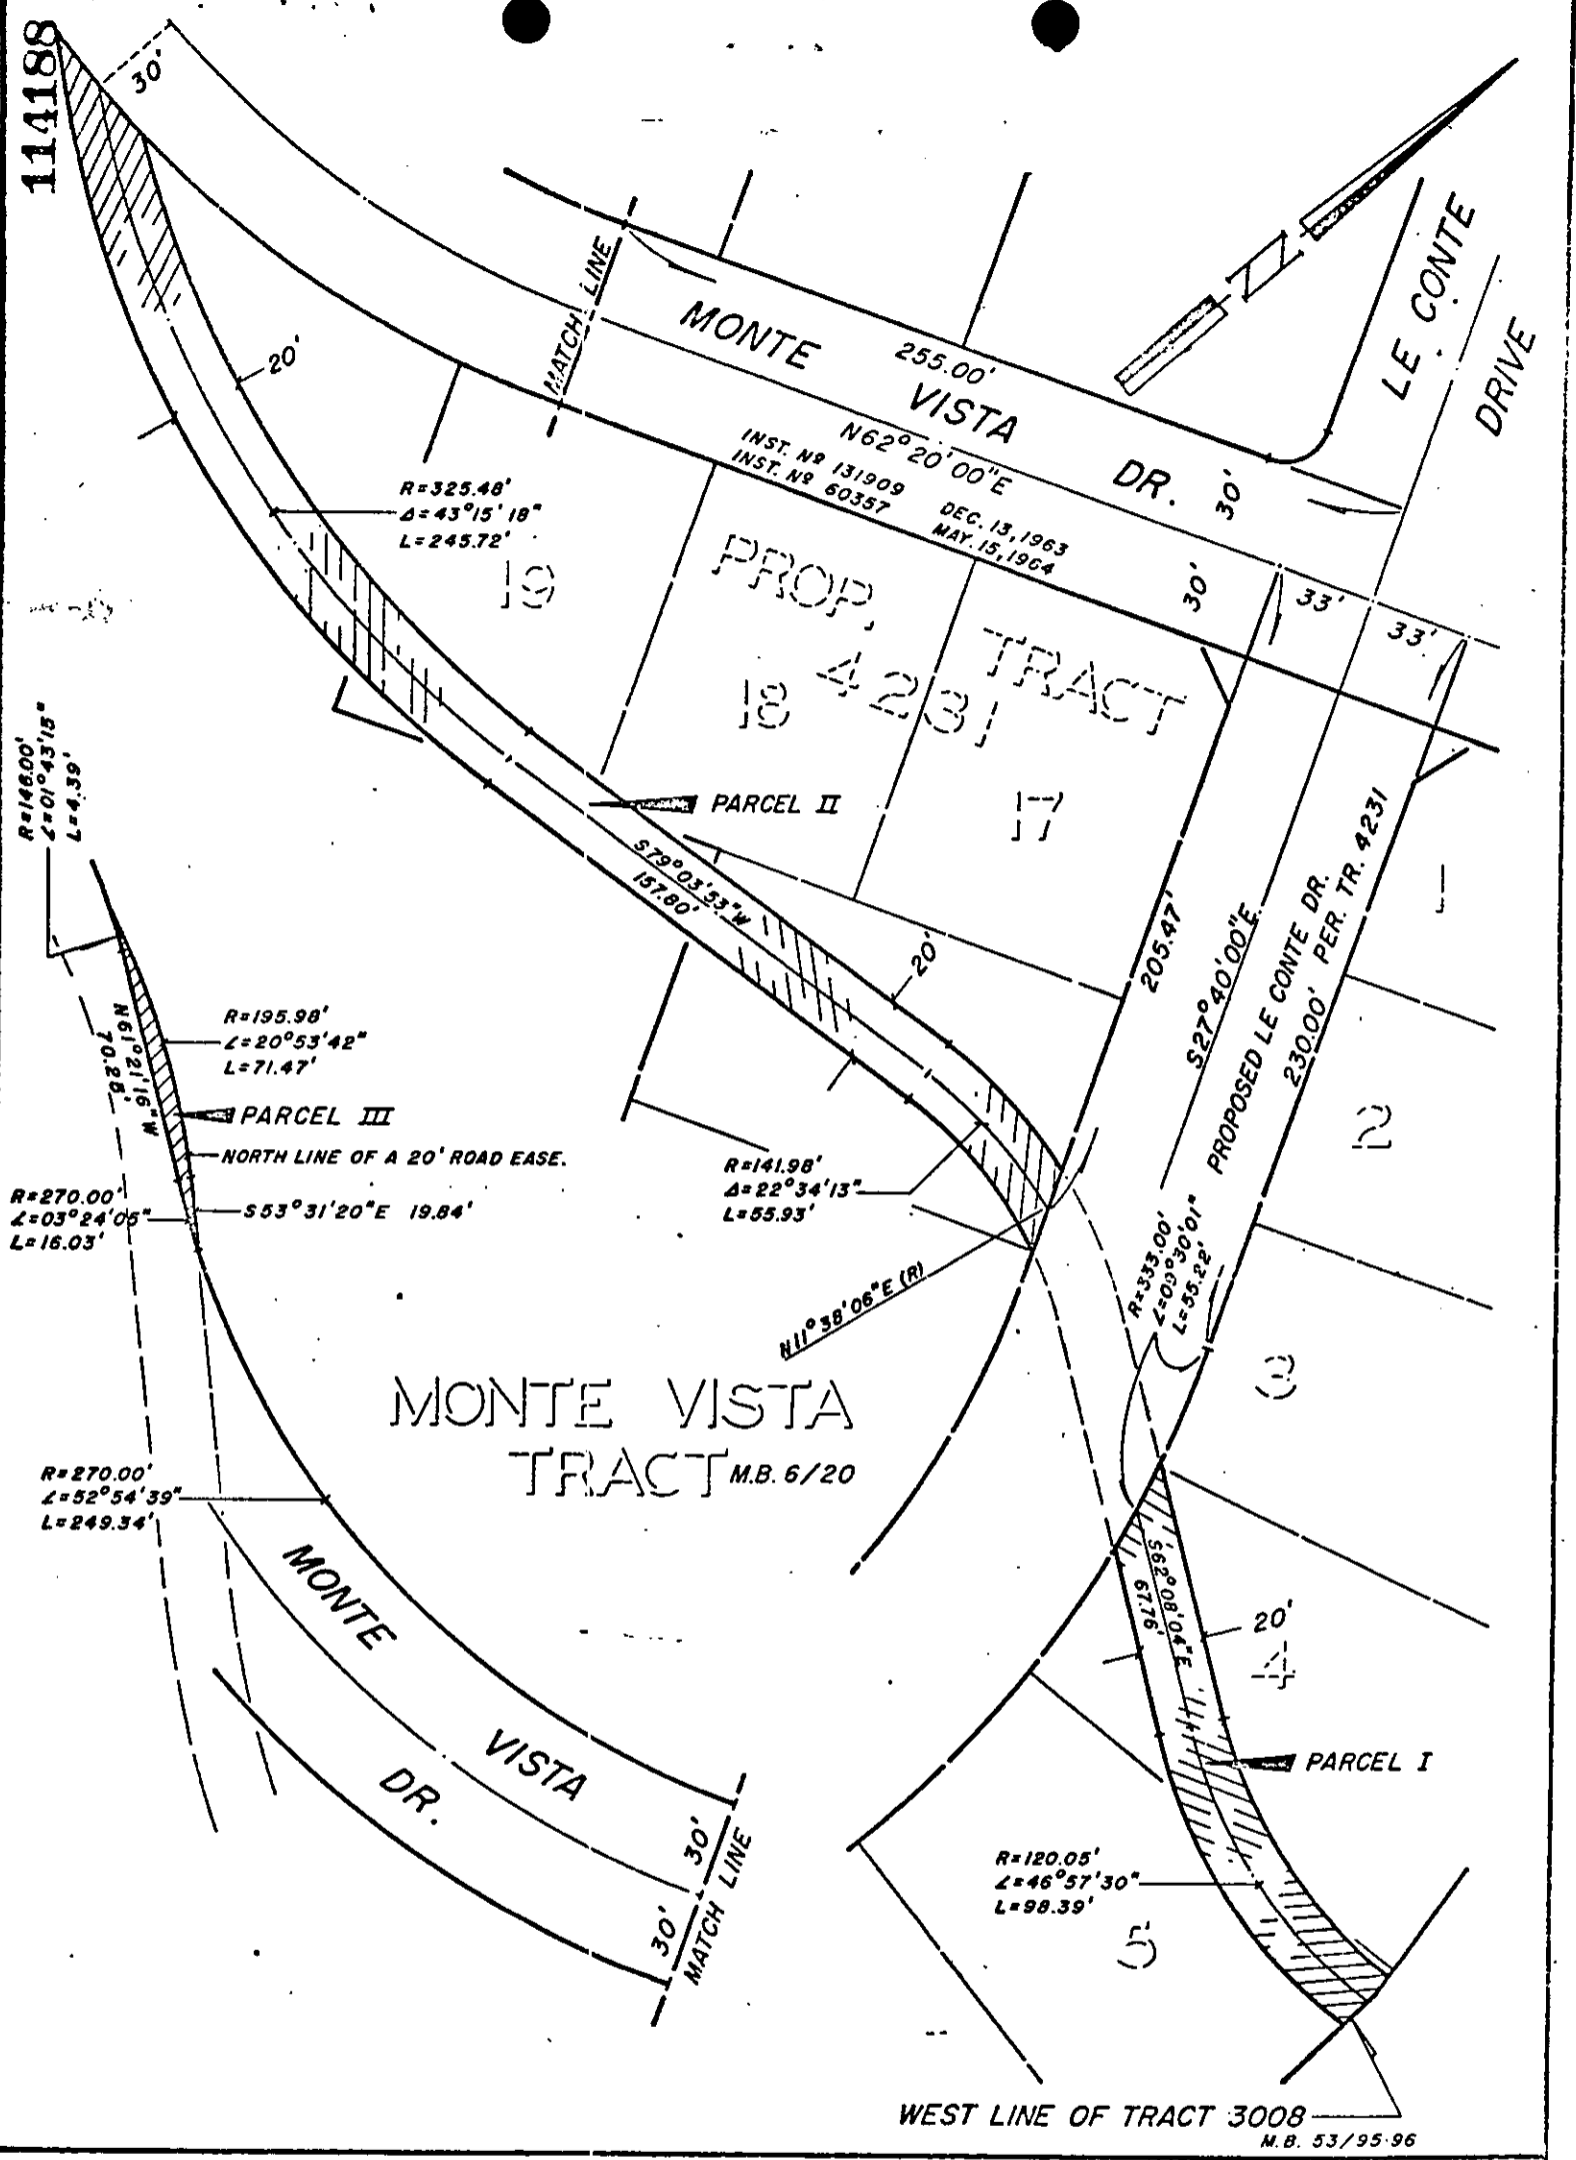 114188
30'
LE CONTE
DRIVE
N
MATCH LINE
MONTE
VISTA
DR.
255.00'
N62°20'00"E
INST. Nº 131909 DEC. 13, 1963
INST. Nº 60357 MAY. 15, 1964
30'
30'
33'
33'
20'
R=325.48'
Δ=43°15'18"
L=245.72'
19
PROP. TRACT
4231
18
17
1
PARCEL II
S79°03'53"W
157.80'
20'
205.47'
S27°40'00"E
PROPOSED LE CONTE DR.
230.00' PER. TR. 4231
2
R=146.00'
∠=01°43'15"
L=4.39'
N61°21'16"W
70.28'
R=195.98'
∠=20°53'42"
L=71.47'
PARCEL III
NORTH LINE OF A 20' ROAD EASE.
R=270.00'
∠=03°24'05"
L=16.03'
S53°31'20"E 19.84'
R=141.98'
Δ=22°34'13"
L=55.93'
N11°38'06"E (R)
R=333.00'
∠=09°30'01"
L=55.22'
3
MONTE VISTA
TRACT M.B. 6/20
R=270.00'
∠=52°54'39"
L=249.34'
MONTE
VISTA
DR.
30'
30'
MATCH LINE
S62°08'04"E
67.76'
20'
4
PARCEL I
R=120.05'
∠=46°57'30"
L=98.39'
5
WEST LINE OF TRACT 3008
M.B. 53/95-96